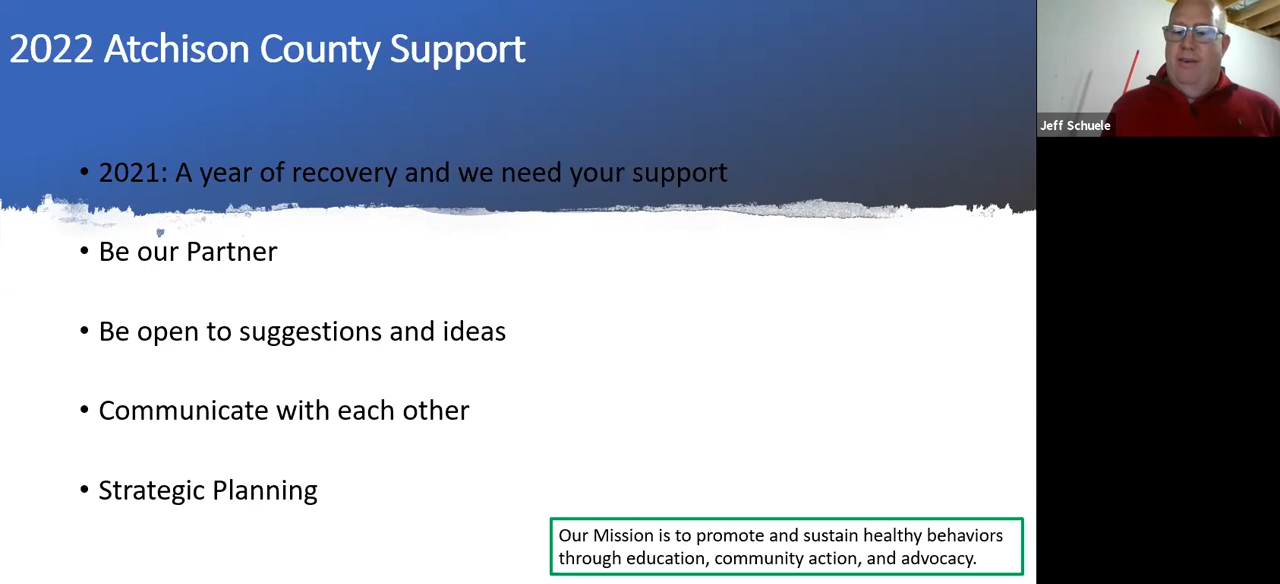 2022 Atchison County Support
• 2021: A year of recovery and we need your support
• Be our Partner
• Be open to suggestions and ideas
• Communicate with each other
• Strategic Planning
Our Mission is to promote and sustain healthy behaviors
through education, community action, and advocacy.
Jeff Schuele